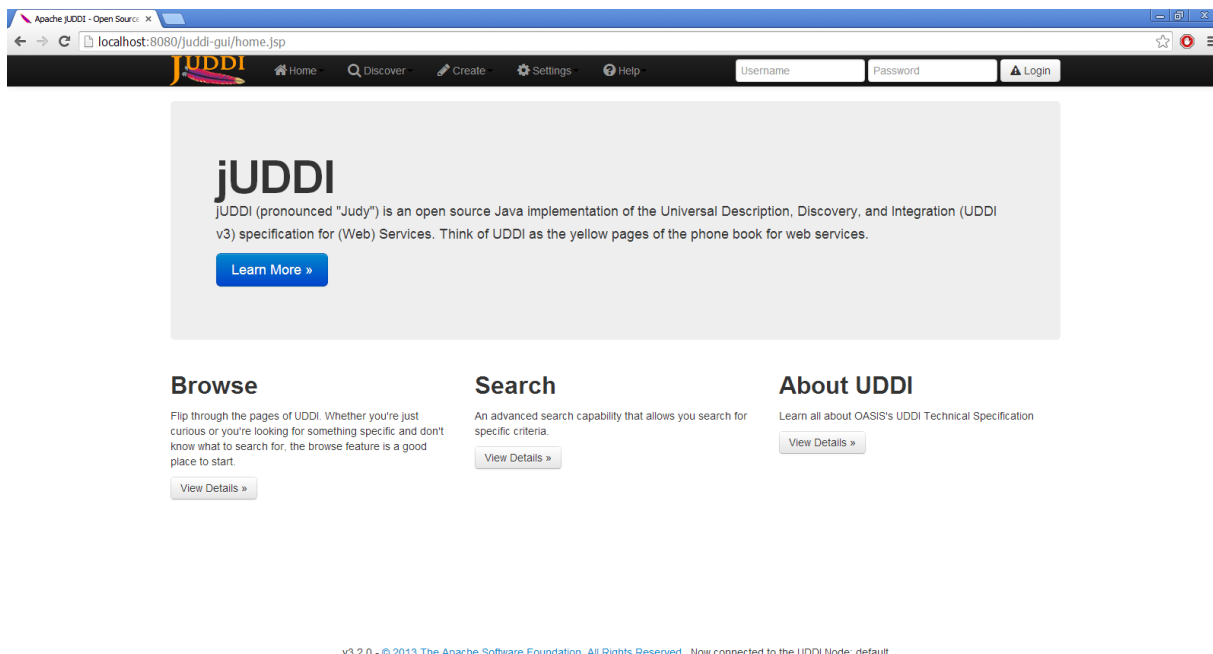 Apache jUDDI - Open Source
localhost:8080/juddi-gui/home.jsp
JUDDI Home Discover Create Settings Help Username Password Login
jUDDI
jUDDI (pronounced "Judy") is an open source Java implementation of the Universal Description, Discovery, and Integration (UDDI
v3) specification for (Web) Services. Think of UDDI as the yellow pages of the phone book for web services.
Learn More »
Browse
Flip through the pages of UDDI. Whether you're just
curious or you're looking for something specific and don't
know what to search for, the browse feature is a good
place to start.
View Details »
Search
An advanced search capability that allows you search for
specific criteria.
View Details »
About UDDI
Learn all about OASIS's UDDI Technical Specification
View Details »
v3.2.0 - © 2013 The Apache Software Foundation, All Rights Reserved. Now connected to the UDDI Node: default